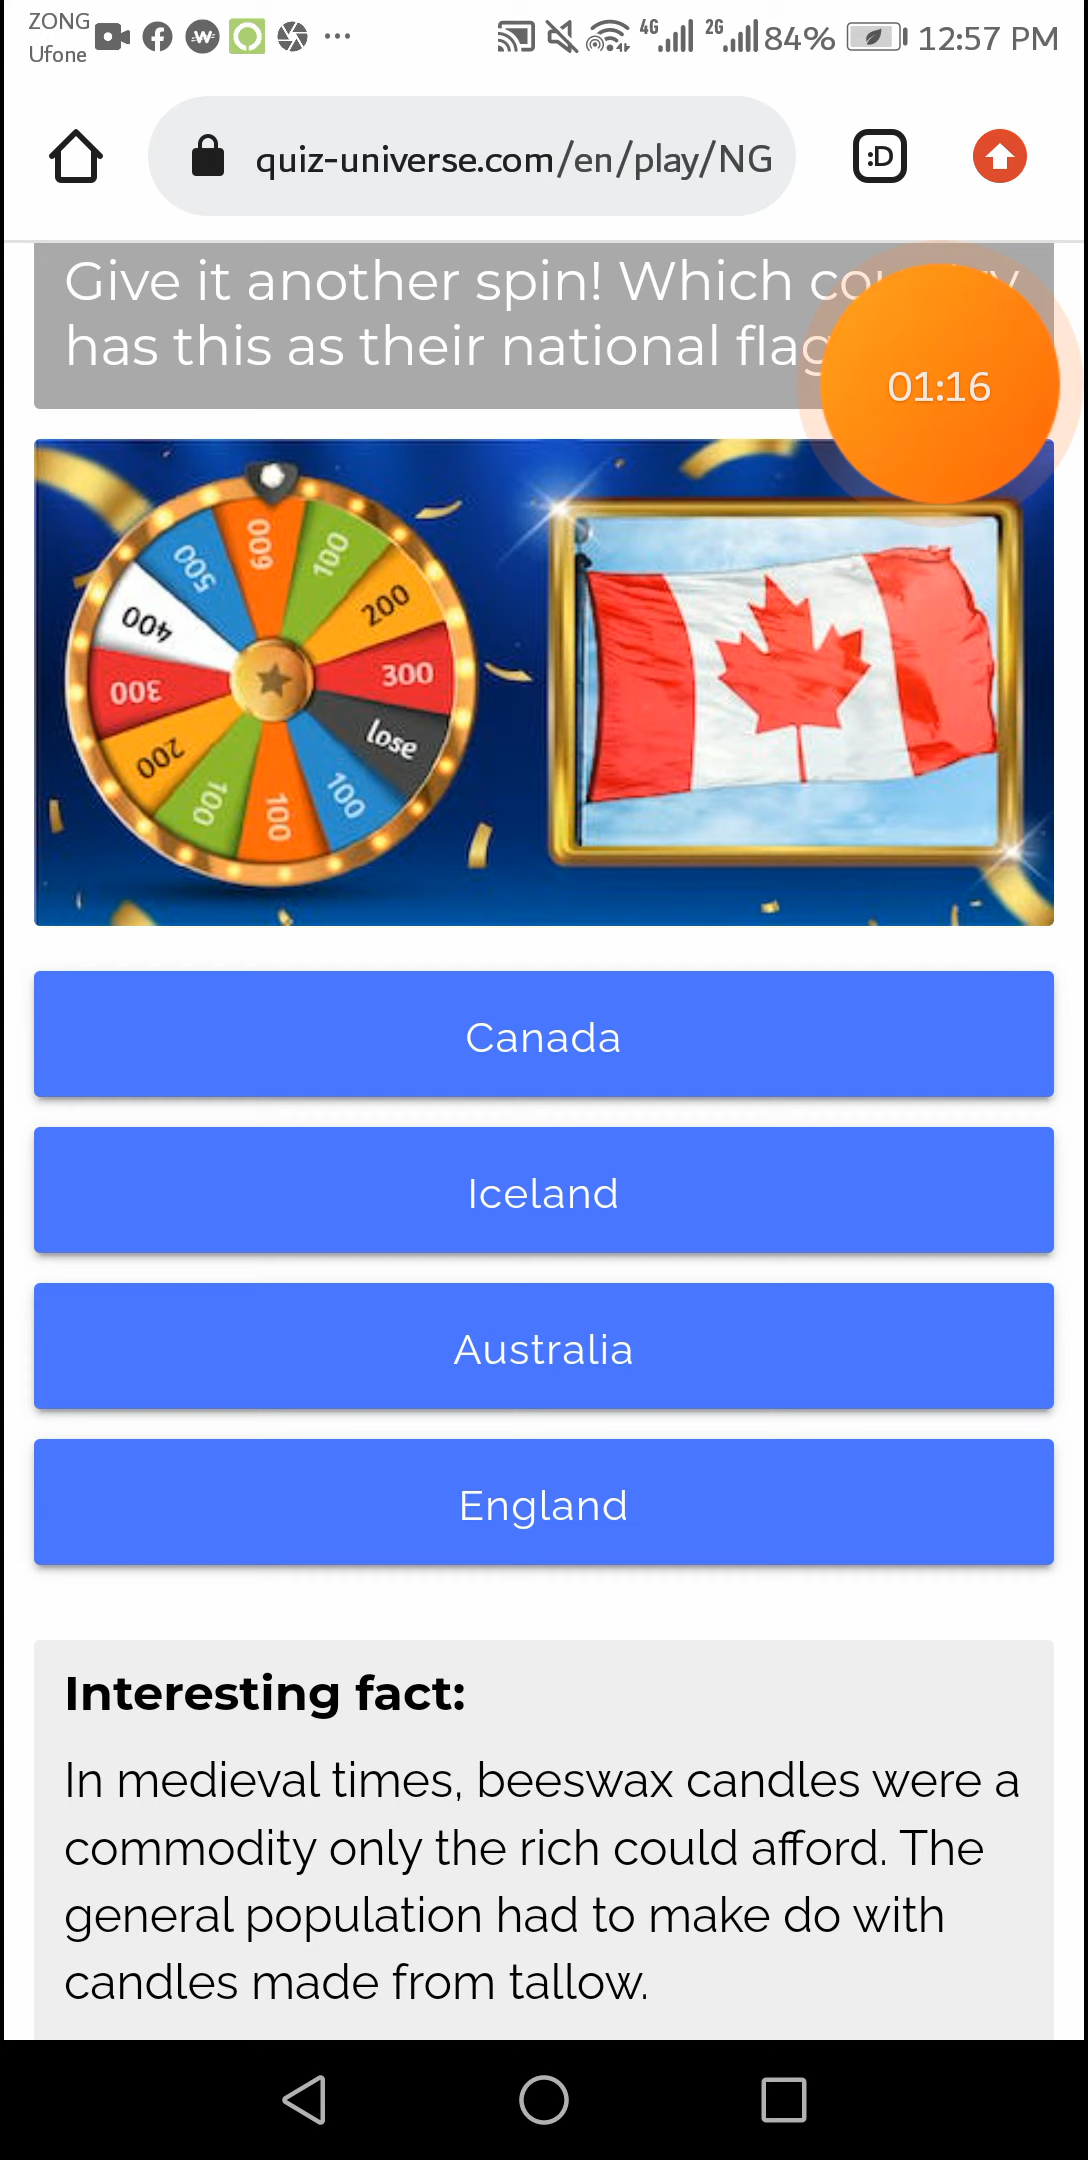 ZONG
Ufone
4G
2G
84%
12:57 PM
quiz-universe.com/en/play/NG
:D
Give it another spin! Which
has this as their national flag
01:16
600
100
200
300
lose
100
100
100
200
300
400
500
Canada
Iceland
Australia
England
Interesting fact:
In medieval times, beeswax candles were a
commodity only the rich could afford. The
general population had to make do with
candles made from tallow.